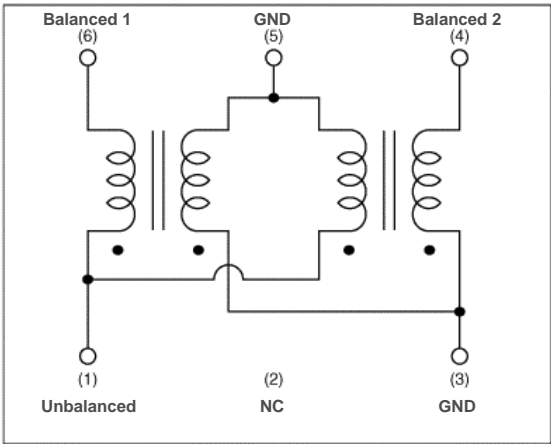 Balanced 1 GND Balanced 2
(6) (5) (4)
(1) (2) (3)
Unbalanced NC GND